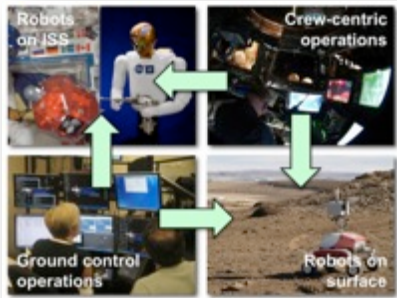 Robots
on ISS
Crew-centric
operations
Ground control
operations
Robots on
surface